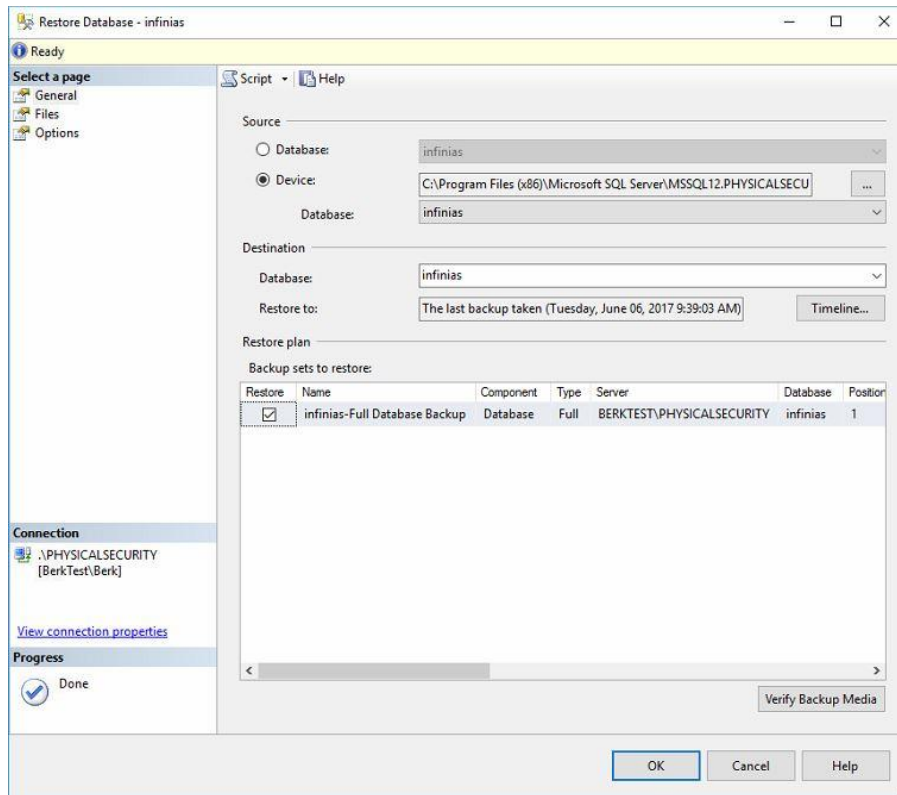 Restore Database - infinias
Ready
Select a page
General
Files
Options
Script
Help
Source
Database:
infinias
Device:
C:\Program Files (x86)\Microsoft SQL Server\MSSQL12.PHYSICALSECU
...
Database:
infinias
Destination
Database:
infinias
Restore to:
The last backup taken (Tuesday, June 06, 2017 9:39:03 AM)
Timeline...
Restore plan
Backup sets to restore:
Restore Name Component Type Server Database Position
infinias-Full Database Backup Database Full BERKTEST\PHYSICALSECURITY infinias 1
Connection
.\PHYSICALSECURITY
[BerkTest\Berk]
View connection properties
Progress
Done
Verify Backup Media
OK Cancel Help